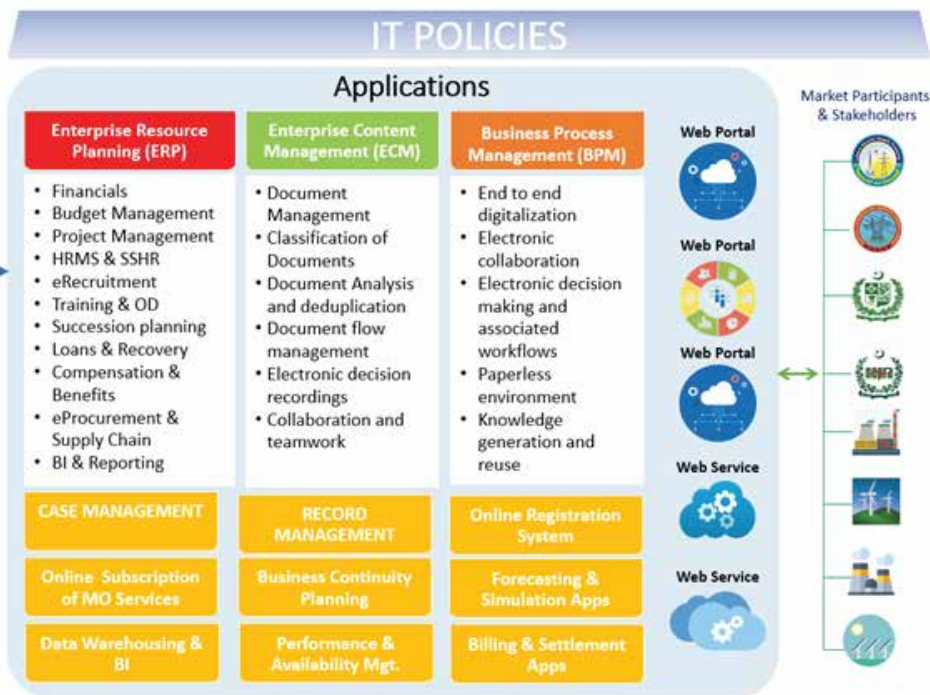 IT POLICIES
Applications
Enterprise Resource
Planning (ERP)
• Financials
• Budget Management
• Project Management
• HRMS & SSHR
• eRecruitment
• Training & OD
• Succession planning
• Loans & Recovery
• Compensation &
Benefits
• eProcurement &
Supply Chain
• BI & Reporting
Enterprise Content
Management (ECM)
• Document
Management
• Classification of
Documents
• Document Analysis
and deduplication
• Document flow
management
• Electronic decision
recordings
• Collaboration and
teamwork
Business Process
Management (BPM)
• End to end
digitalization
• Electronic
collaboration
• Electronic decision
making and
associated
workflows
• Paperless
environment
• Knowledge
generation and
reuse
CASE MANAGEMENT
RECORD
MANAGEMENT
Online Registration
System
Online Subscription
of MO Services
Business Continuity
Planning
Forecasting &
Simulation Apps
Data Warehousing &
BI
Performance &
Availability Mgt.
Billing & Settlement
Apps
Web Portal
Web Portal
Web Portal
Web Service
Web Service
Market Participants
& Stakeholders